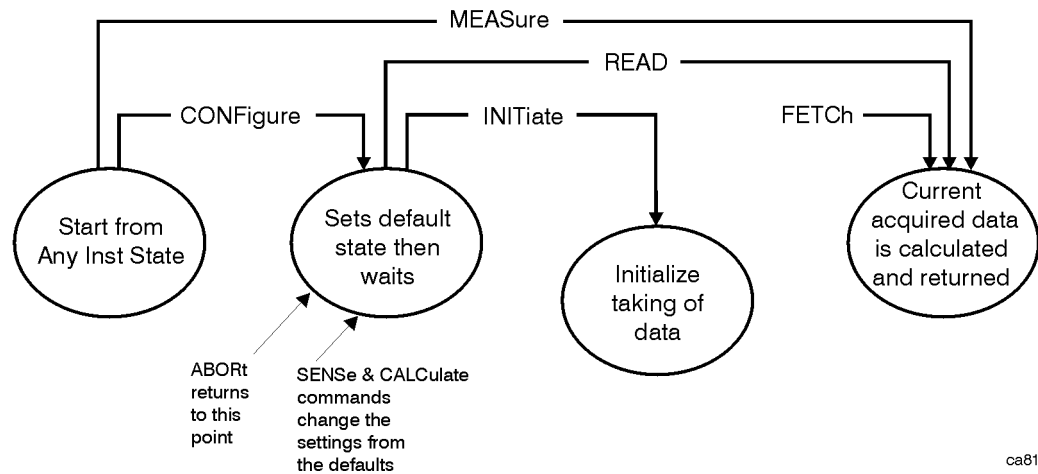 MEASure
READ
CONFigure
INITiate
FETCh
Start from
Any Inst State
Sets default
state then
waits
Initialize
taking of
data
Current
acquired data
is calculated
and returned
ABORt
returns
to this
point
SENSe & CALCulate
commands
change the
settings from
the defaults
ca81